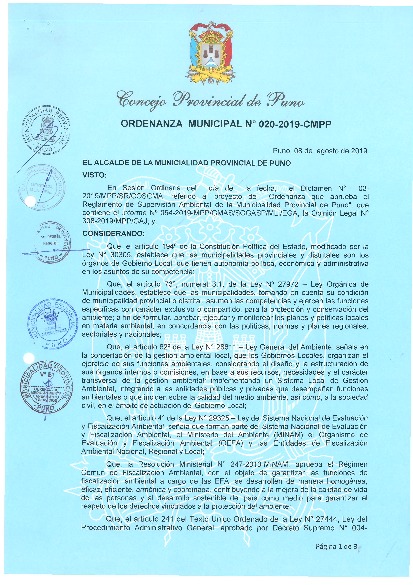 Concejo Provincial de Puno
ORDENANZA MUNICIPAL N° 020-2019-CMPP
Puno, 08 de agosto de 2019
EL ALCALDE DE LA MUNICIPALIDAD PROVINCIAL DE PUNO
VISTO:
En Sesión Ordinaria del día de la fecha, el Dictamen N°
referido a proyecto de "Ordenanza que aprueba el
Reglamento de Supervisión Ambiental de la Municipalidad Provincial de Puno" que
contiene el informe N° la Opinión Legal N°
y
CONSIDERANDO:
Que, el artículo 194° de la Constitución Política del Estado, modificado por la
Ley N° 30305, establece que las municipalidades provinciales y distritales son los
órganos de Gobierno Local, que tienen autonomía política, económica y administrativa
en los asuntos de su competencia;
Que, el artículo 73°, numeral 3.1, de la Ley N° 27972 – Ley Orgánica de
Municipalidades, establece que las municipalidades, tomando en cuenta su condición
de municipalidad provincial o distrital, asumen las competencias y ejercen las funciones
específicas con carácter exclusivo o compartido, para la protección y conservación del
ambiente; a fin de formular, aprobar, ejecutar y monitorear los planes y políticas locales
en materia ambiental, en concordancia con las políticas, normas y planes regionales,
sectoriales y nacionales;
Que, el artículo 62° de la Ley N° 28611 – Ley General del Ambiente, señala en
la concertación de la gestión ambiental local, que los Gobiernos Locales, organizan el
ejercicio de sus funciones ambientales, considerando el diseño y la estructuración de
sus órganos internos o comisiones, en base a sus recursos, necesidades y el carácter
transversal de la gestión ambiental, implementando un Sistema Local de Gestión
Ambiental, integrando a las entidades públicas y privadas que desempeñan funciones
ambientales o que inciden sobre la calidad del medio ambiente, así como, a la sociedad
civil, en el ámbito de actuación del Gobierno Local;
Que, el artículo 4° de la Ley N° 29325 – Ley del Sistema Nacional de Evaluación
y Fiscalización Ambiental, señala que forman parte del Sistema Nacional de Evaluación
y Fiscalización Ambiental, el Ministerio del Ambiente (MINAM), el Organismo de
Evaluación y Fiscalización Ambiental (OEFA) y las Entidades de Fiscalización
Ambiental Nacional, Regional y Local;
Que, la Resolución Ministerial N° 247-2013-MINAM, aprueba el Régimen
Común de Fiscalización Ambiental, con el objeto de garantizar las funciones de
fiscalización ambiental a cargo de las EFA, se desarrollen de manera homogénea,
eficaz, eficiente, armónica y coordinada, contribuyendo a la mejora de la calidad de vida
de las personas y al desarrollo sostenible del país como medio para garantizar el
respeto de los derechos vinculados a la protección del ambiente;
Que, el artículo 241 del Texto Único Ordenado de la Ley N° 27444, Ley del
Procedimiento Administrativo General, aprobado por Decreto Supremo N° 004-
Página 1 de 3